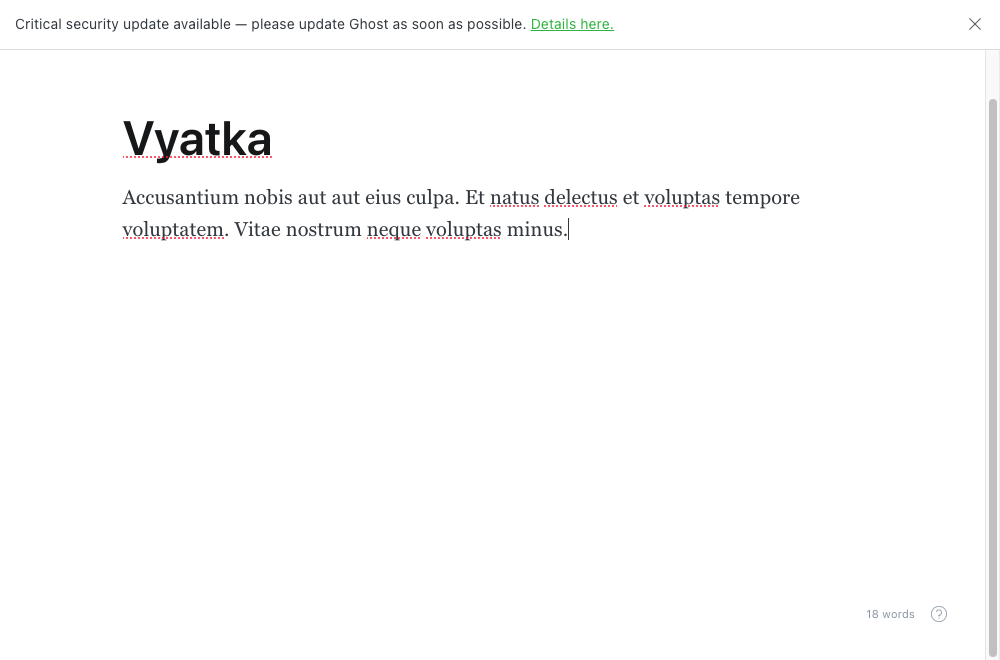 Critical security update available — please update Ghost as soon as possible. Details here.
Vyatka
Accusantium nobis aut aut eius culpa. Et natus delectus et voluptas tempore
voluptatem. Vitae nostrum neque voluptas minus.
18 words